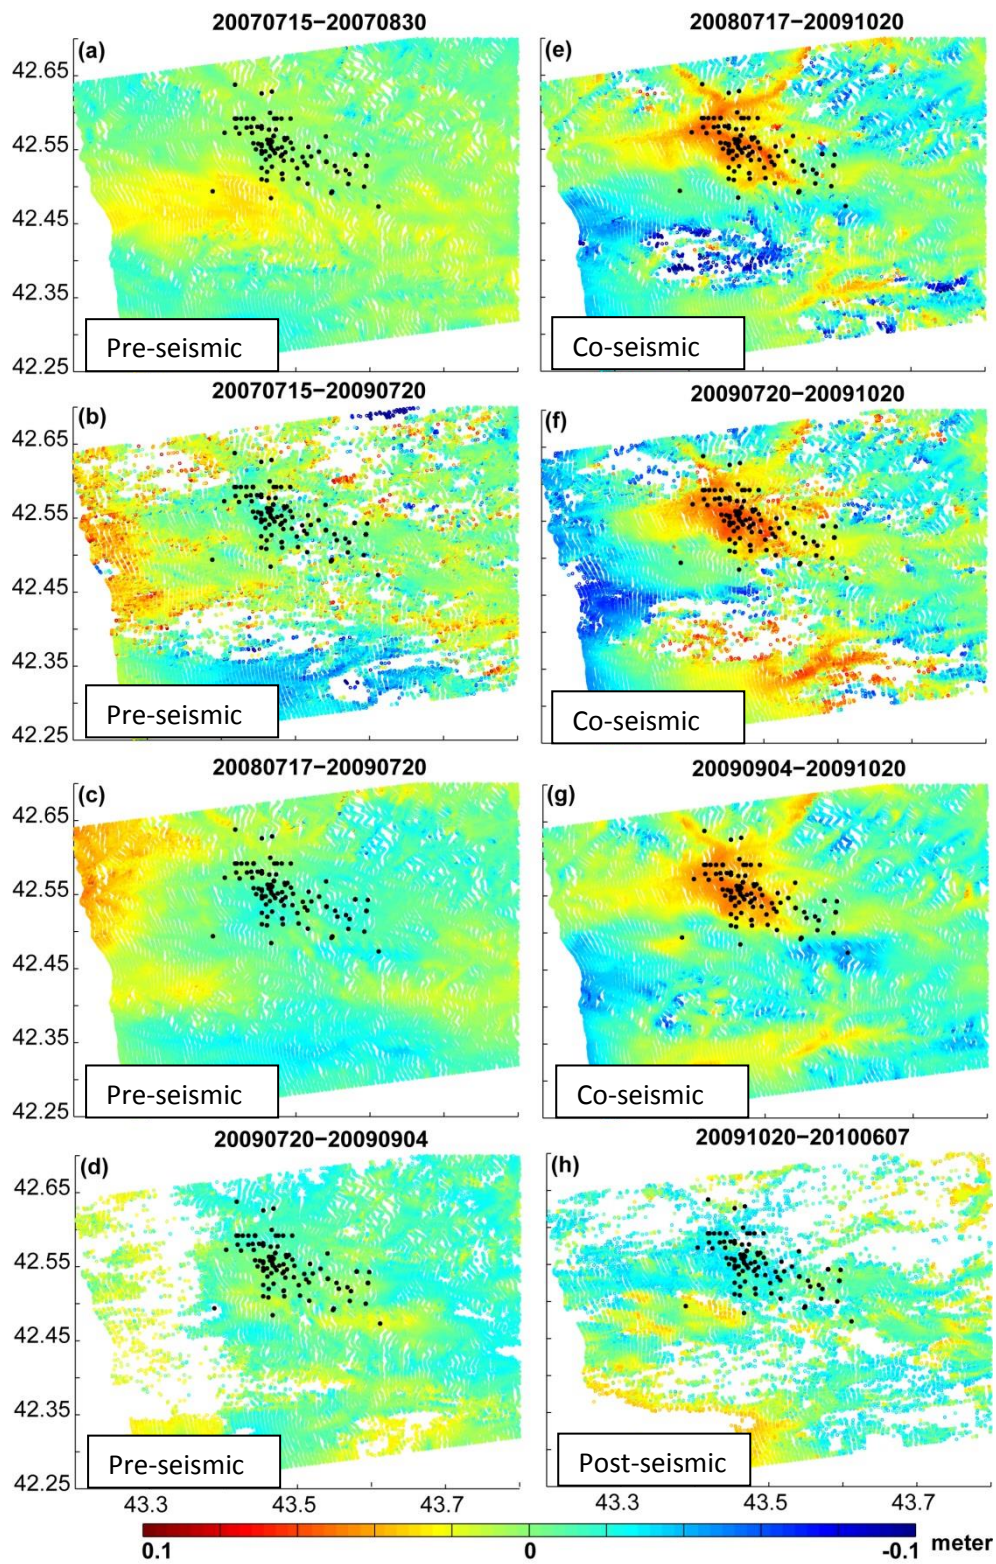 20070715−20070830
20080717−20091020
(a)
(e)
42.65
42.55
42.45
42.35
42.25
Pre-seismic
Co-seismic
20070715−20090720
20090720−20091020
(b)
(f)
42.65
42.55
42.45
42.35
42.25
Pre-seismic
Co-seismic
20080717−20090720
20090904−20091020
(c)
(g)
42.65
42.55
42.45
42.35
42.25
Pre-seismic
Co-seismic
20090720−20090904
20091020−20100607
(d)
(h)
42.65
42.55
42.45
42.35
42.25
Pre-seismic
Post-seismic
43.3 43.5 43.7 43.3 43.5 43.7
0.1 0 -0.1 meter